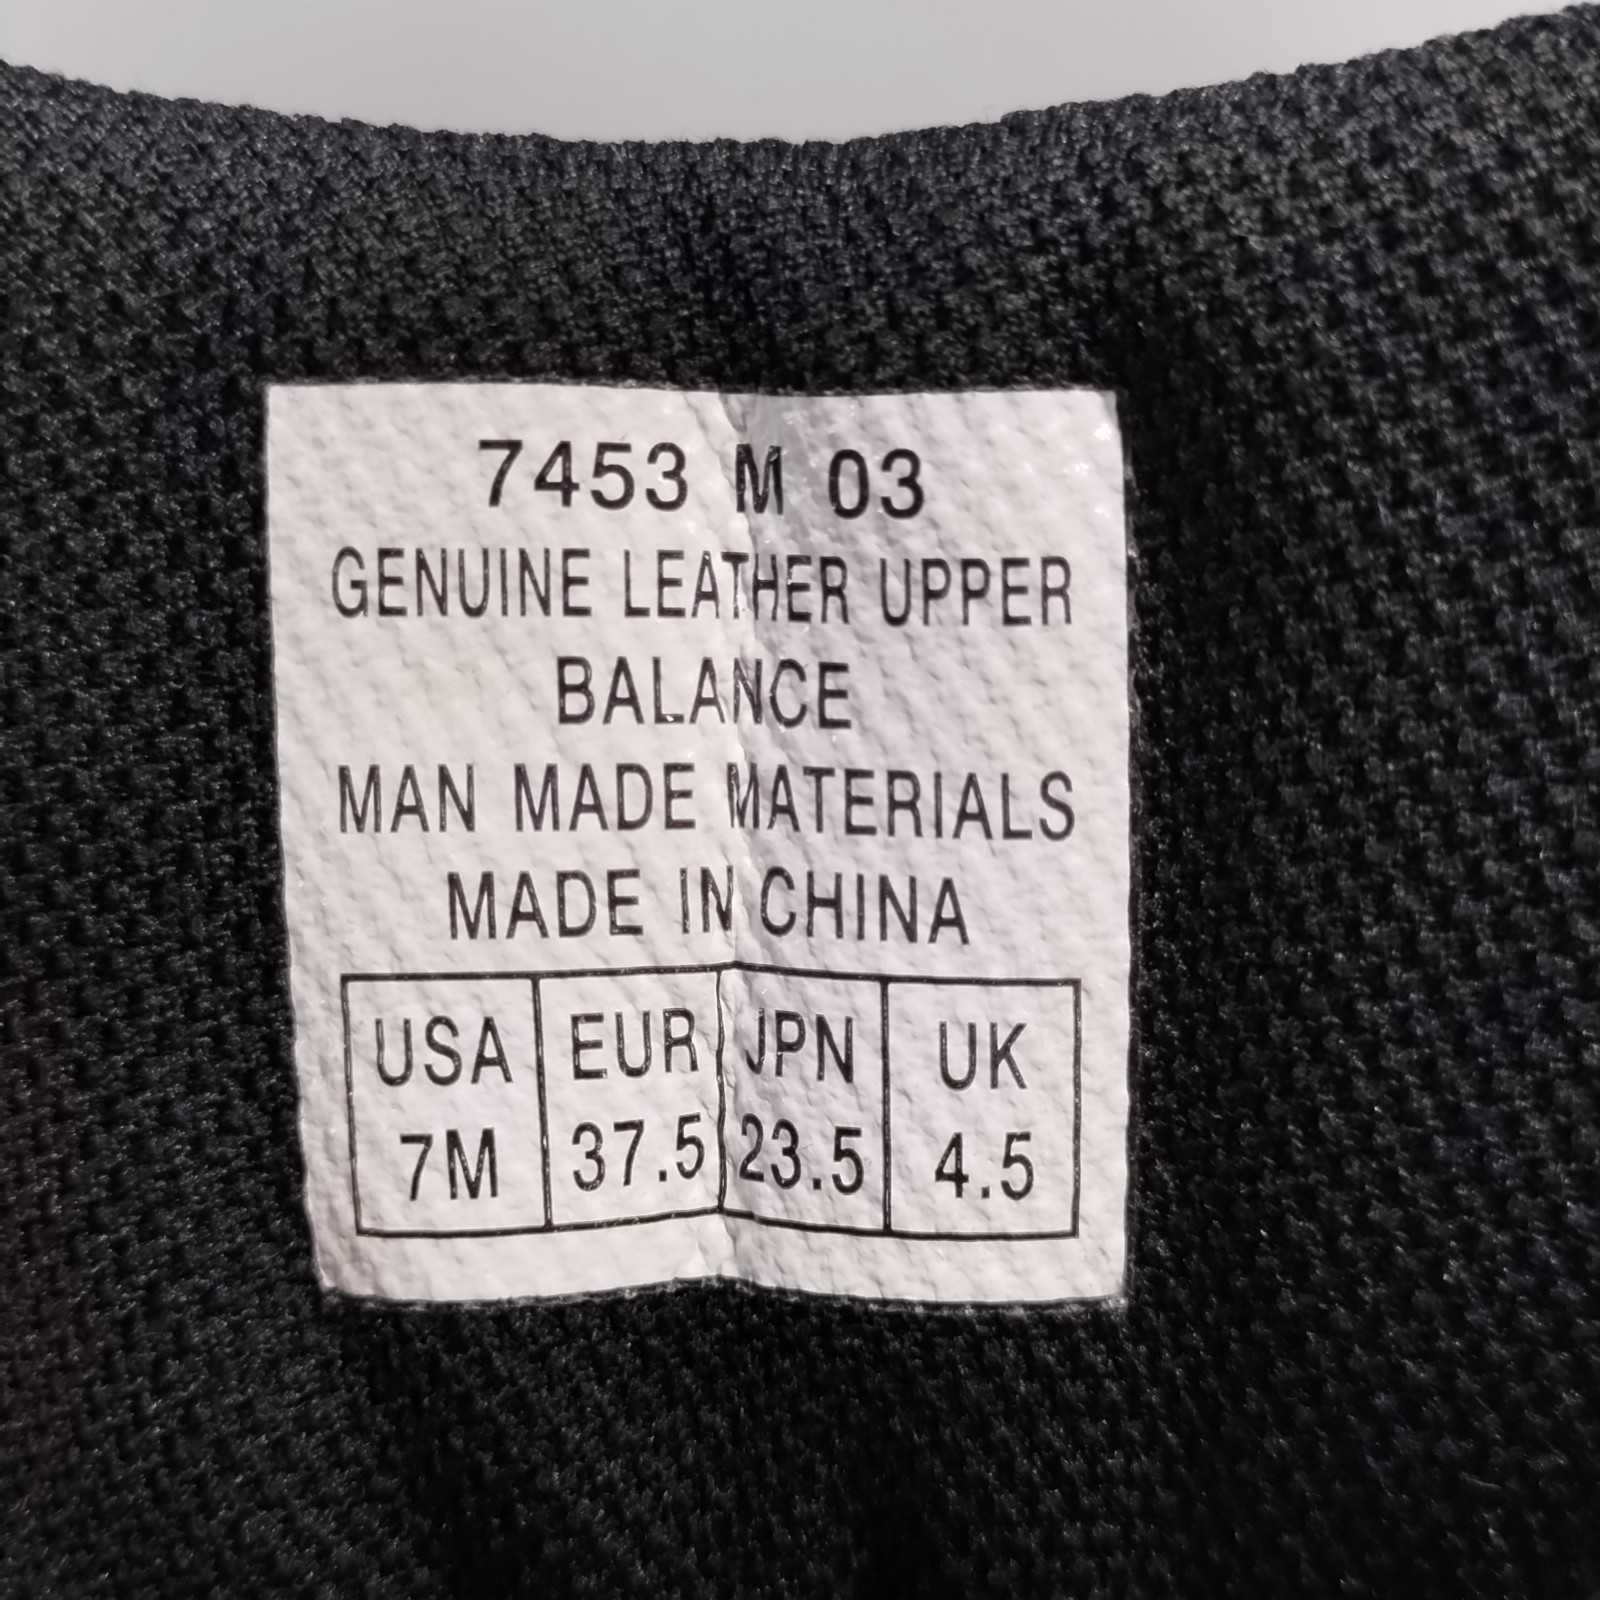 7453 M 03
GENUINE LEATHER UPPER
BALANCE
MAN MADE MATERIALS
MADE IN CHINA
USA EUR JPN UK
7M 37.5 23.5 4.5